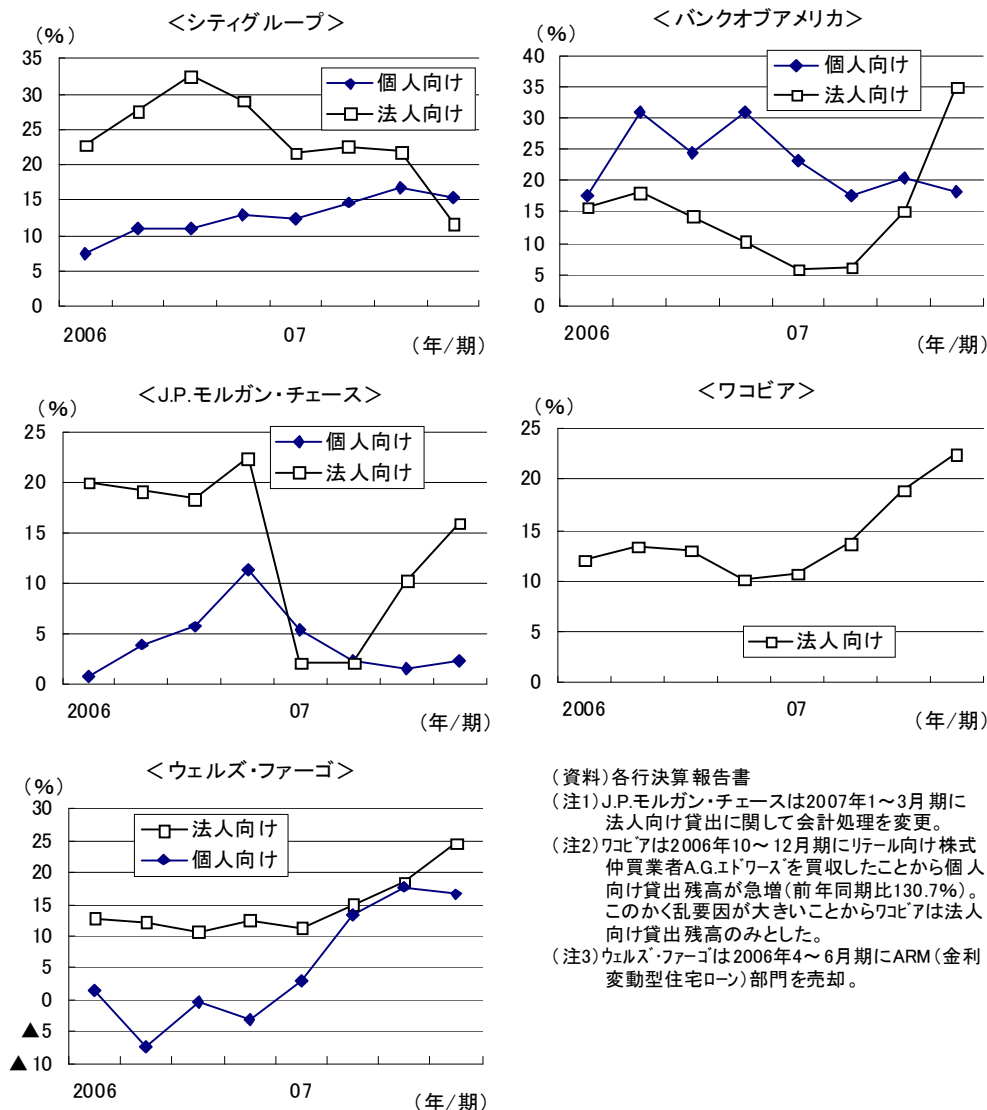 ＜シティグループ＞
（％）
35
30
25
20
15
10
5
0
個人向け
法人向け
2006
07
（年/期）
＜バンクオブアメリカ＞
（％）
40
35
30
25
20
15
10
5
0
個人向け
法人向け
2006
07
（年/期）
＜J.P.モルガン・チェース＞
（％）
25
20
15
10
5
0
個人向け
法人向け
2006
07
（年/期）
＜ワコビア＞
（％）
25
20
15
10
5
0
法人向け
2006
07
（年/期）
＜ウェルズ・ファーゴ＞
（％）
30
25
20
15
10
5
0
▲5
▲10
法人向け
個人向け
2006
07
（年/期）
（資料）各行決算報告書
（注1）J.P.モルガン・チェースは2007年1～3月期に
法人向け貸出に関して会計処理を変更。
（注2）ﾜｺﾋﾞｱは2006年10～12月期にﾘﾃｰﾙ向け株式
仲買業者A.G.ｴﾄﾞﾜｰｽﾞを買収したことから個人
向け貸出残高が急増（前年同期比130.7％）。
このかく乱要因が大きいことからﾜｺﾋﾞｱは法人
向け貸出残高のみとした。
（注3）ｳｪﾙｽﾞ・ﾌｧｰｺﾞは2006年4～6月期にARM（金利
変動型住宅ローン）部門を売却。